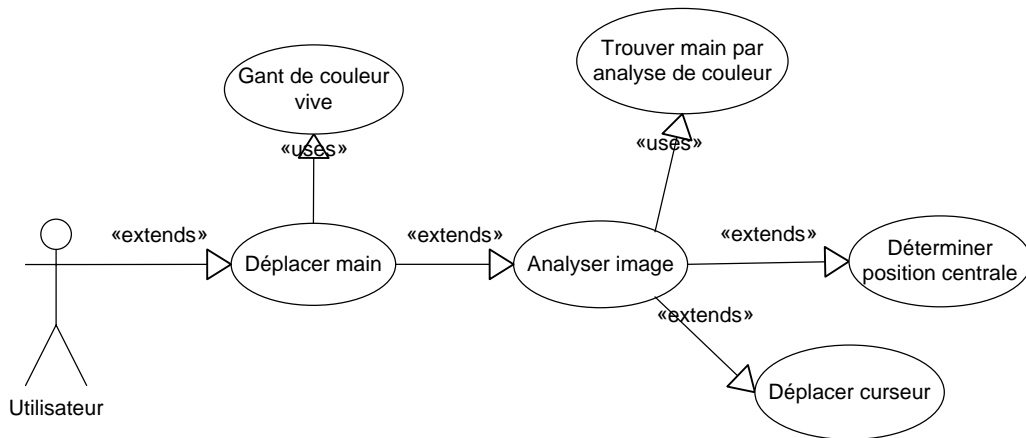 Trouver main par
analyse de couleur
Gant de couleur
vive
«uses»
«uses»
«extends»
«extends»
«extends»
Déplacer main
Analyser image
Déterminer
position centrale
«extends»
Déplacer curseur
Utilisateur